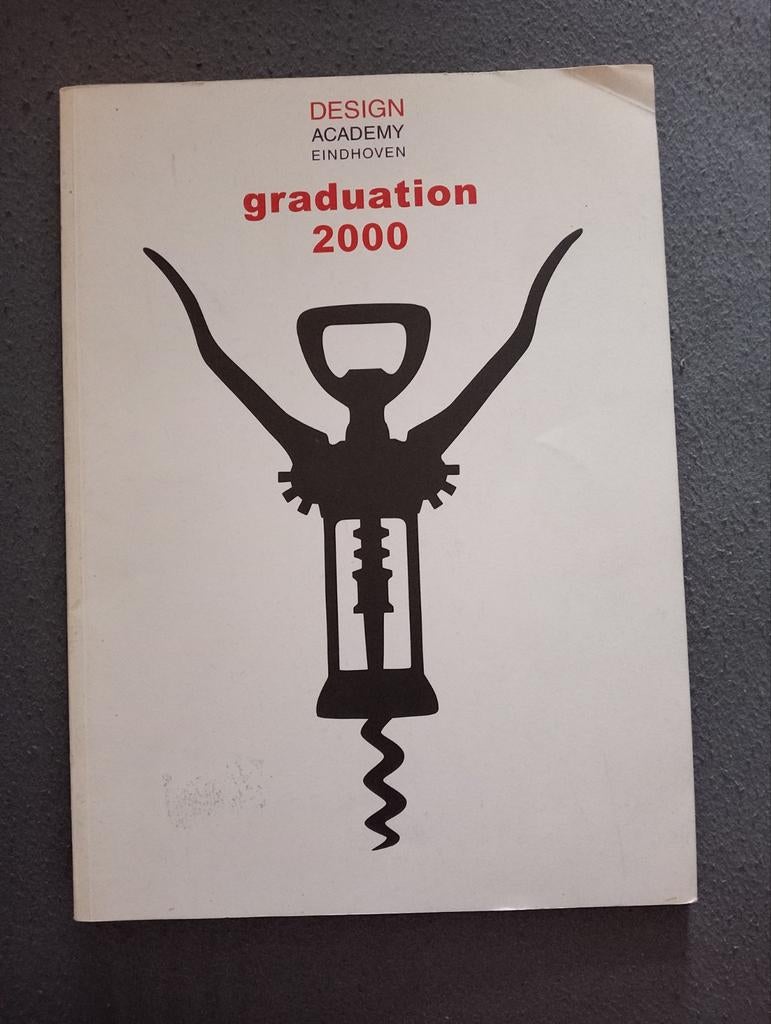 DESIGN
ACADEMY
EINDHOVEN
graduation
2000